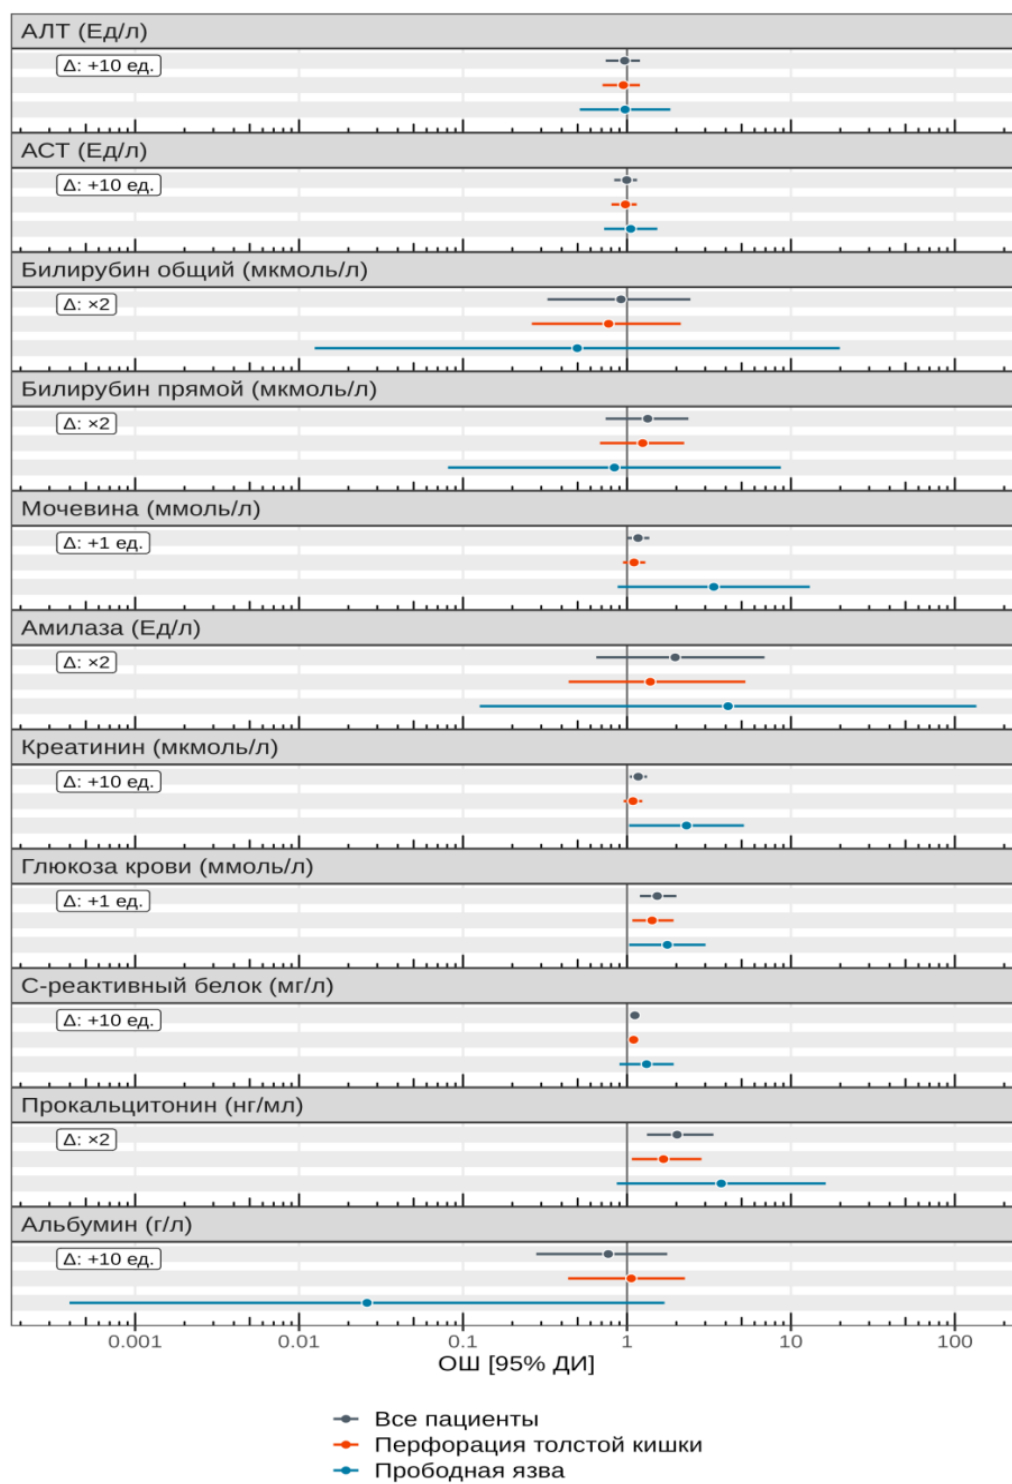 АЛТ (Ед/л)
Δ: +10 ед.
АСТ (Ед/л)
Δ: +10 ед.
Билирубин общий (мкмоль/л)
Δ: ×2
Билирубин прямой (мкмоль/л)
Δ: ×2
Мочевина (ммоль/л)
Δ: +1 ед.
Амилаза (Ед/л)
Δ: ×2
Креатинин (мкмоль/л)
Δ: +10 ед.
Глюкоза крови (ммоль/л)
Δ: +1 ед.
С-реактивный белок (мг/л)
Δ: +10 ед.
Прокальцитонин (нг/мл)
Δ: ×2
Альбумин (г/л)
Δ: +10 ед.
0.001 0.01 0.1 1 10 100
ОШ [95% ДИ]
Все пациенты
Перфорация толстой кишки
Прободная язва